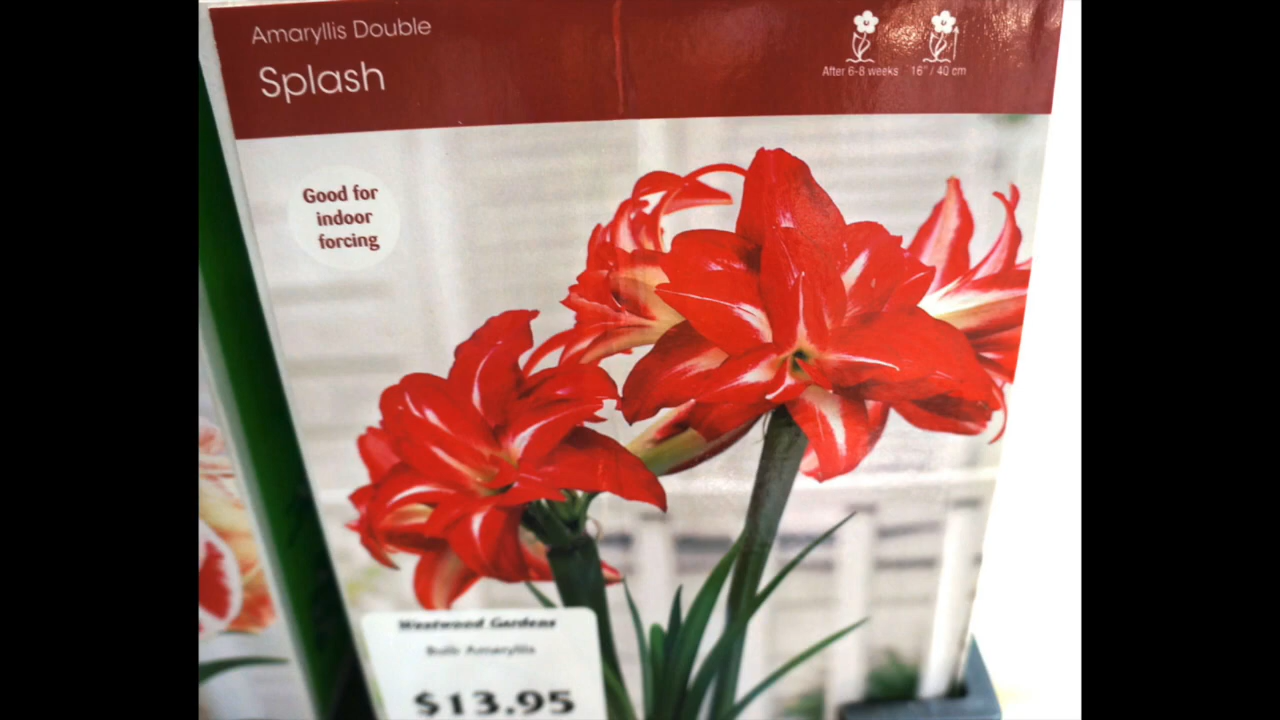 Amaryllis Double
Splash
After 6-8 weeks
16" / 40 cm
Good for
indoor
forcing
Westwood Gardens
Bulb Amaryllis
$13.95